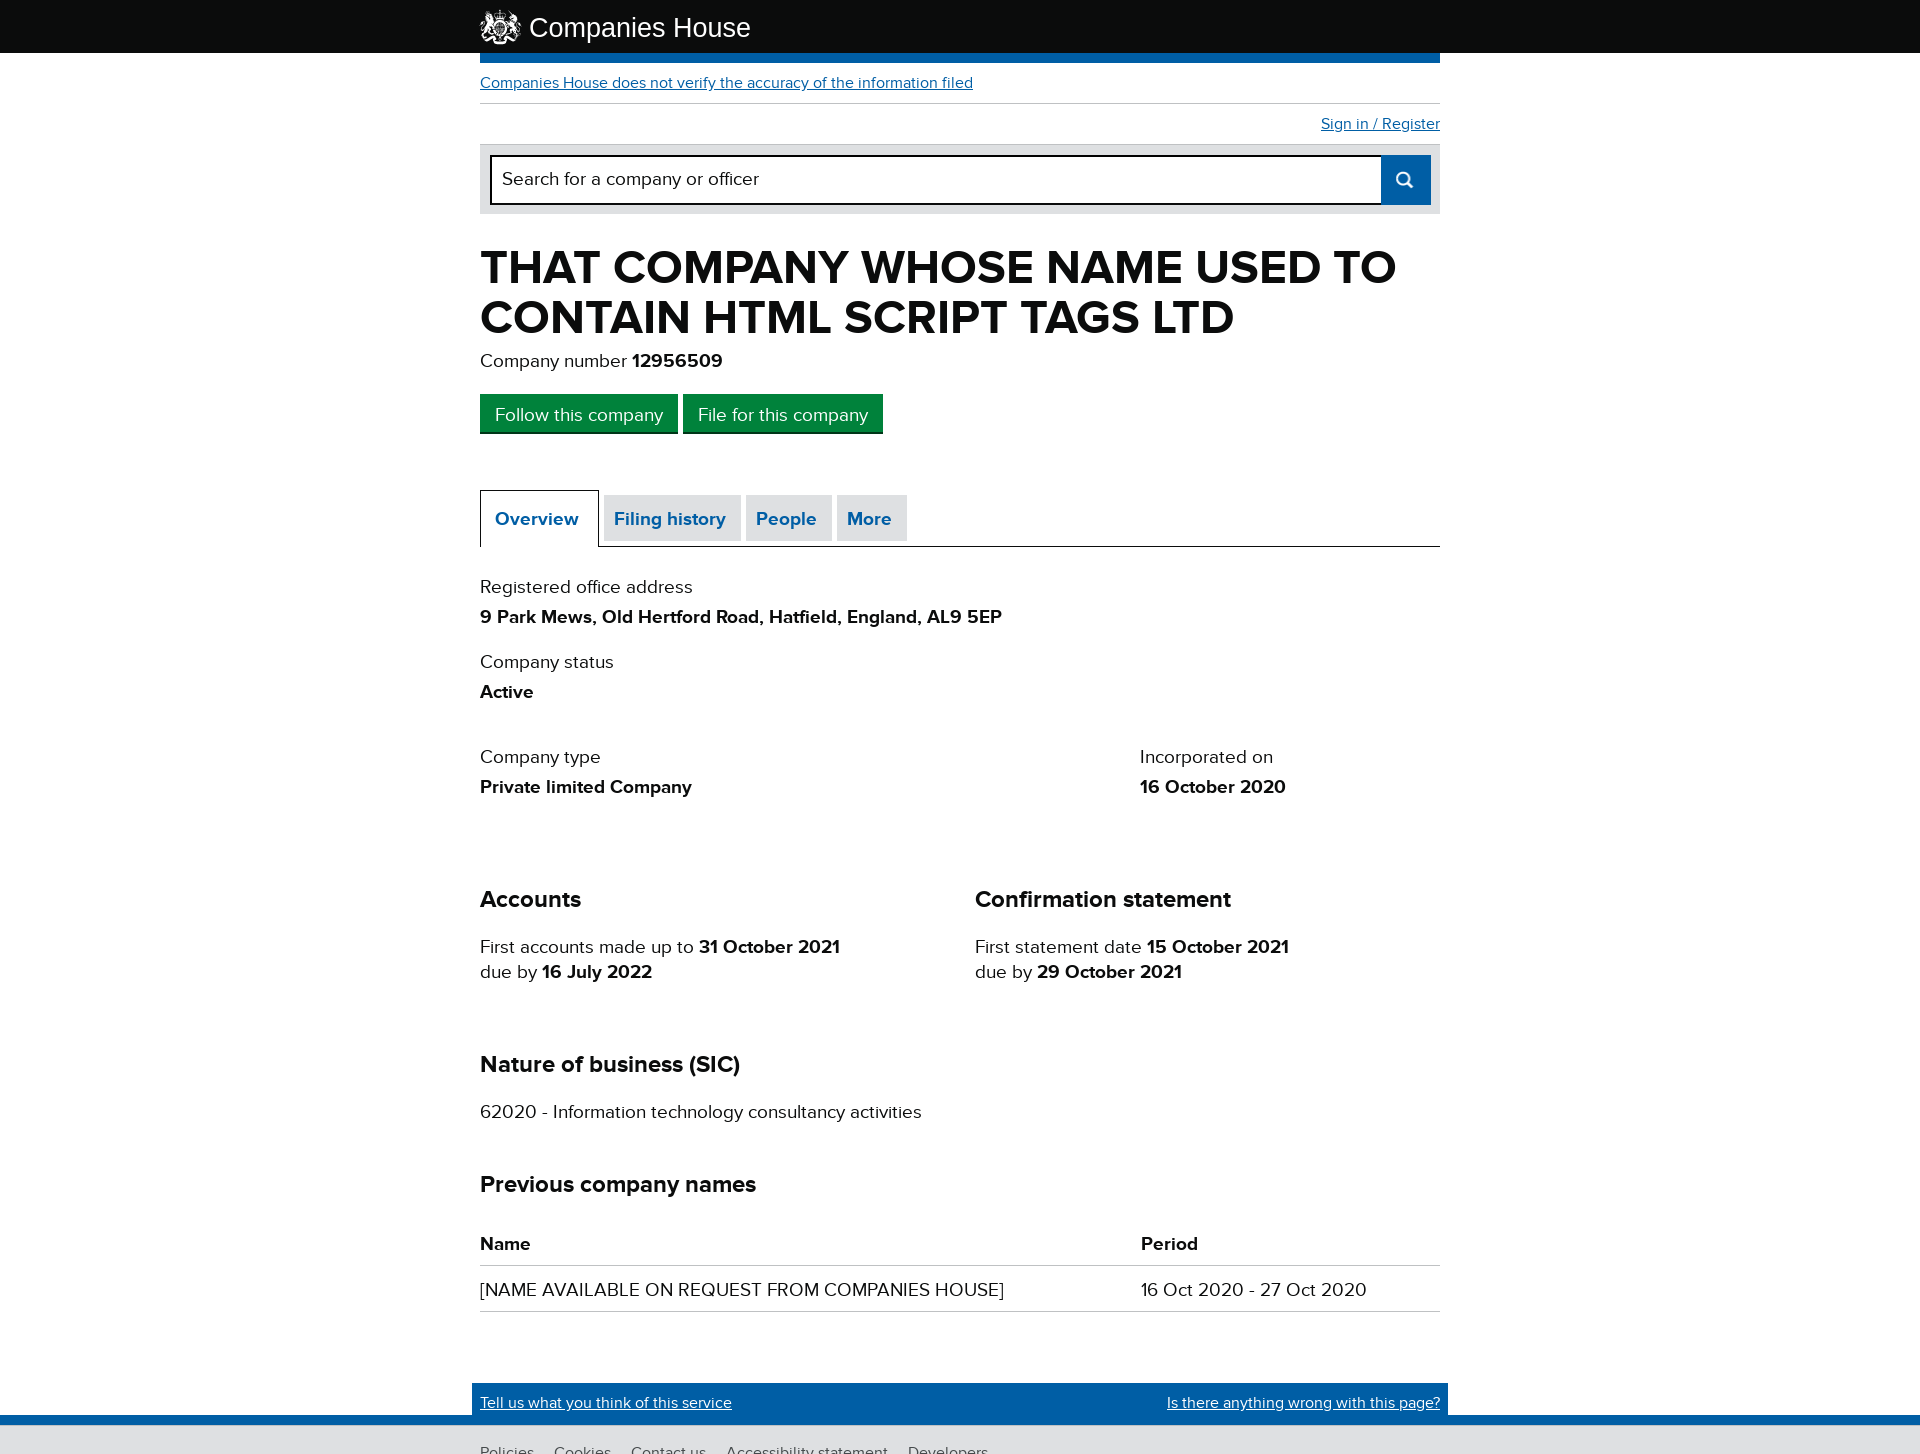 Companies House
Companies House does not verify the accuracy of the information filed
Sign in / Register
Search for a company or officer
THAT COMPANY WHOSE NAME USED TO
CONTAIN HTML SCRIPT TAGS LTD
Company number 12956509
Follow this company File for this company
Overview Filing history People More
Registered office address
9 Park Mews, Old Hertford Road, Hatfield, England, AL9 5EP
Company status
Active
Company type
Private limited Company
Incorporated on
16 October 2020
Accounts
First accounts made up to 31 October 2021
due by 16 July 2022
Confirmation statement
First statement date 15 October 2021
due by 29 October 2021
Nature of business (SIC)
62020 - Information technology consultancy activities
Previous company names
Name Period
[NAME AVAILABLE ON REQUEST FROM COMPANIES HOUSE] 16 Oct 2020 - 27 Oct 2020
Tell us what you think of this service Is there anything wrong with this page?
Policies Cookies Contact us Accessibility statement Developers